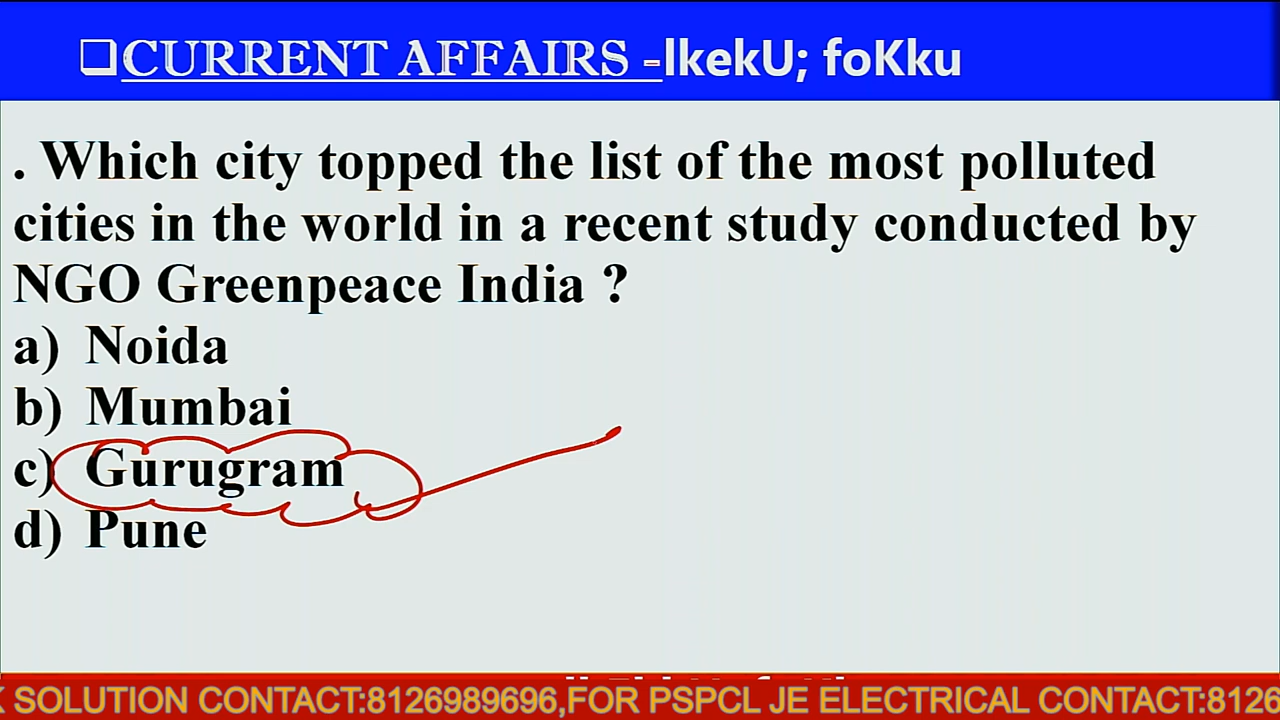 ❑CURRENT AFFAIRS -lkekU; foKku
. Which city topped the list of the most polluted
cities in the world in a recent study conducted by
NGO Greenpeace India ?
a) Noida
b) Mumbai
c) Gurugram
d) Pune
K SOLUTION CONTACT:8126989696,FOR PSPCL JE ELECTRICAL CONTACT:8126